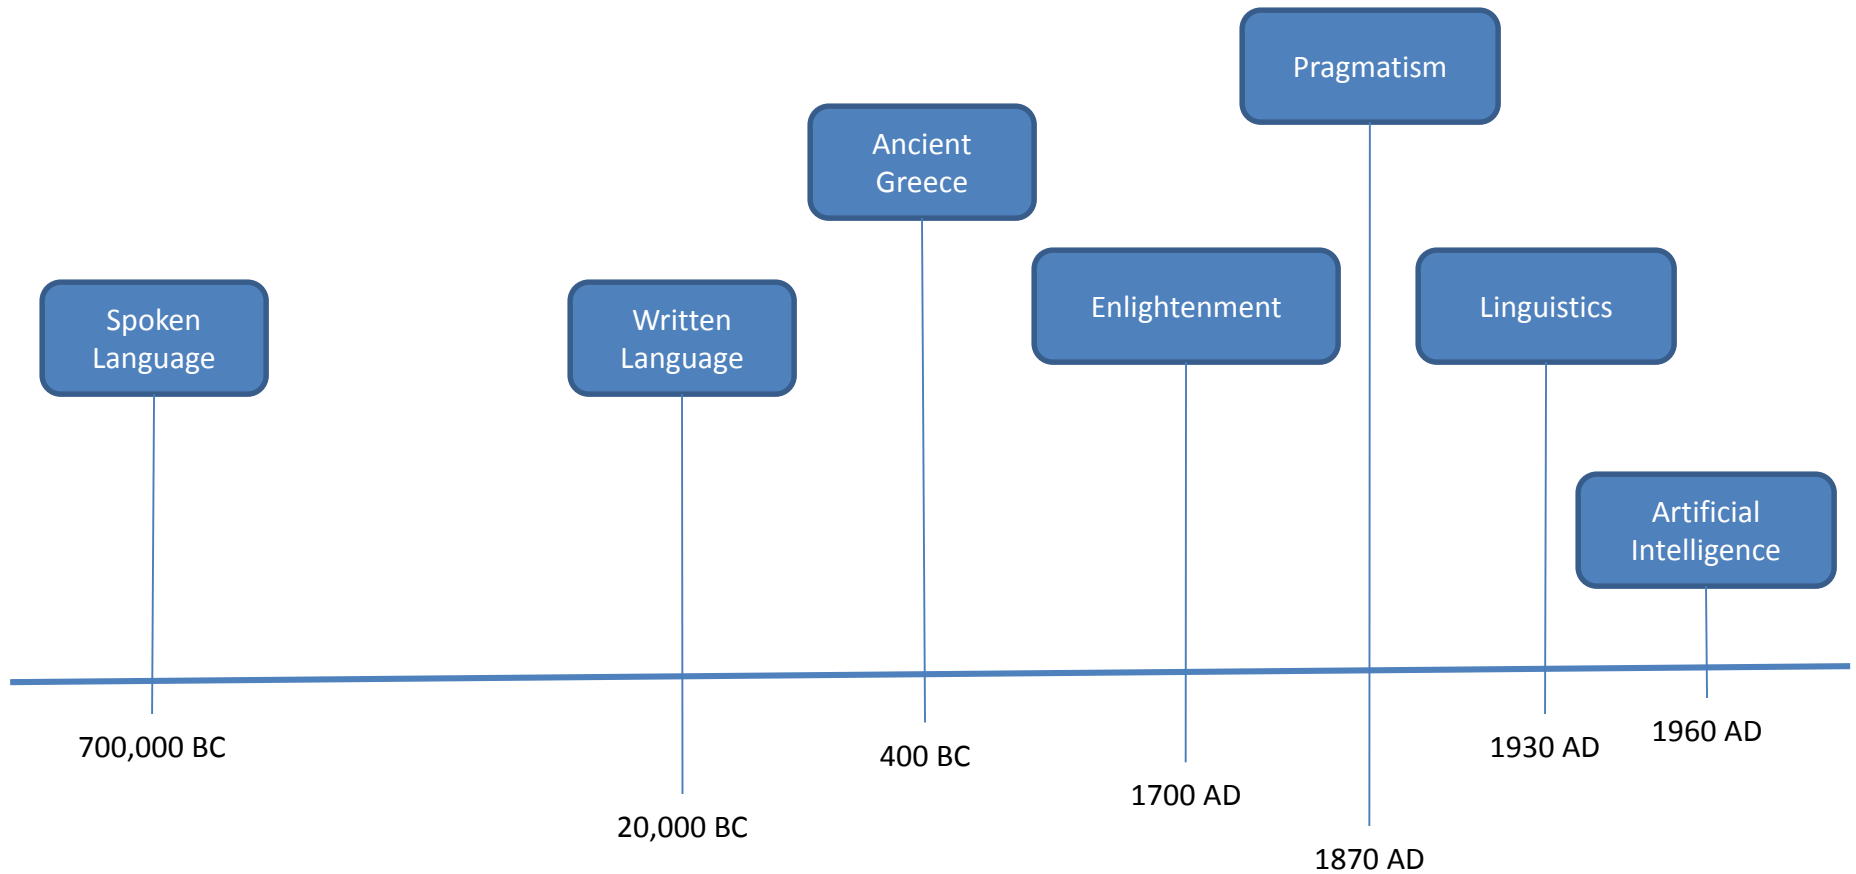 Pragmatism
Ancient
Greece
Spoken
Language
Written
Language
Enlightenment
Linguistics
Artificial
Intelligence
700,000 BC
20,000 BC
400 BC
1700 AD
1870 AD
1930 AD
1960 AD